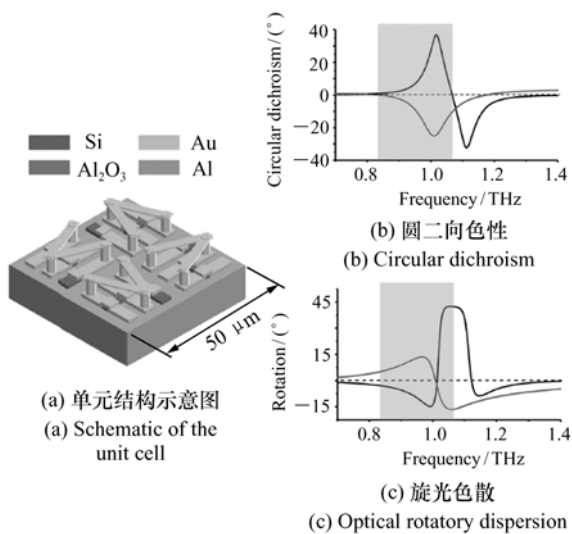 Si
Au
Al₂O₃
Al
50 μm
(a) 单元结构示意图
(a) Schematic of the
unit cell
Circular dichroism/(°)
40
20
0
−20
−40
0.8
1.0
1.2
1.4
Frequency/THz
(b) 圆二向色性
(b) Circular dichroism
Rotation/(°)
45
15
−15
0.8
1.0
1.2
1.4
Frequency/THz
(c) 旋光色散
(c) Optical rotatory dispersion